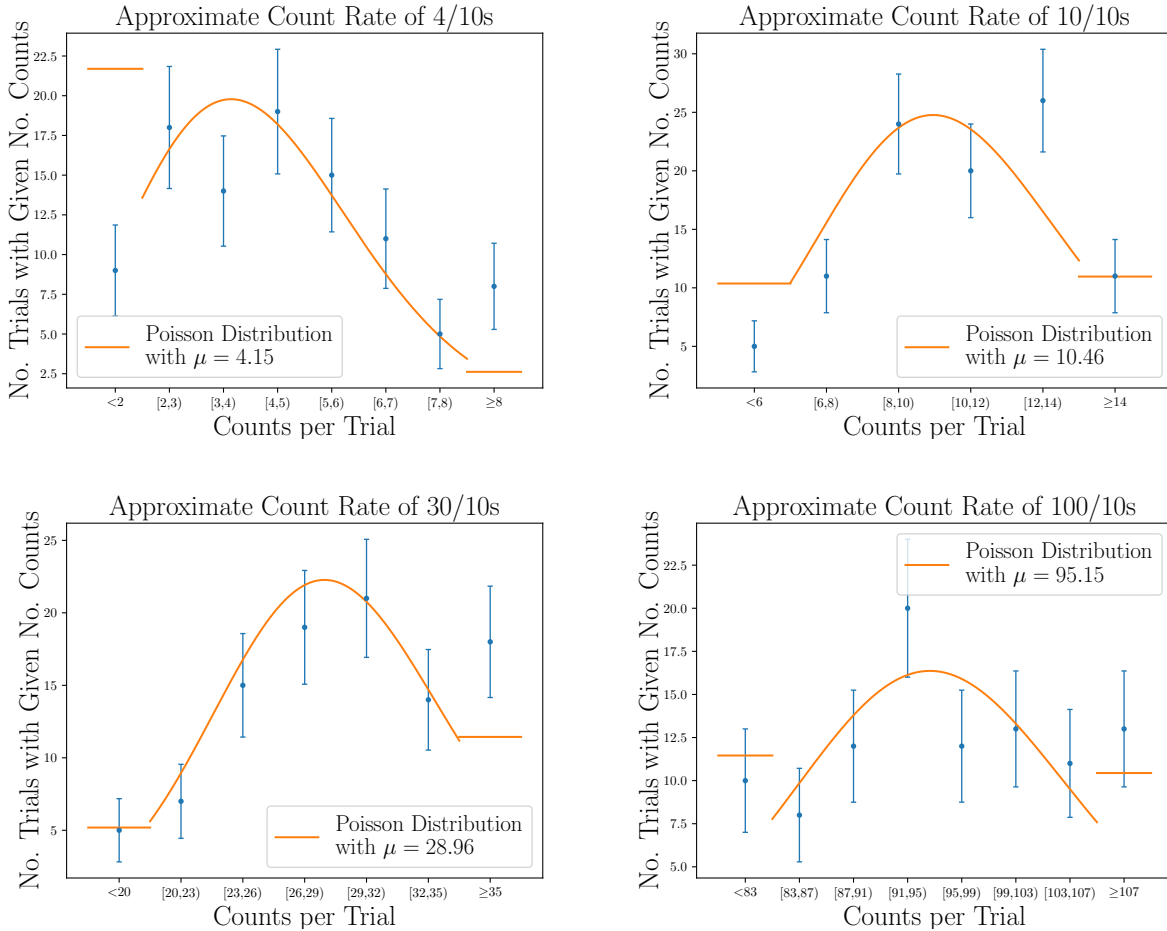 Approximate Count Rate of 4/10s
No. Trials with Given No. Counts
22.5
20.0
17.5
15.0
12.5
10.0
7.5
5.0
2.5
Poisson Distribution
with μ = 4.15
<2 [2,3) [3,4) [4,5) [5,6) [6,7) [7,8) ≥8
Counts per Trial
Approximate Count Rate of 10/10s
No. Trials with Given No. Counts
30
25
20
15
10
5
Poisson Distribution
with μ = 10.46
<6 [6,8) [8,10) [10,12) [12,14) ≥14
Counts per Trial
Approximate Count Rate of 30/10s
No. Trials with Given No. Counts
25
20
15
10
5
Poisson Distribution
with μ = 28.96
<20 [20,23) [23,26) [26,29) [29,32) [32,35) ≥35
Counts per Trial
Approximate Count Rate of 100/10s
No. Trials with Given No. Counts
22.5
20.0
17.5
15.0
12.5
10.0
7.5
5.0
Poisson Distribution
with μ = 95.15
<83 [83,87) [87,91) [91,95) [95,99) [99,103) [103,107) ≥107
Counts per Trial